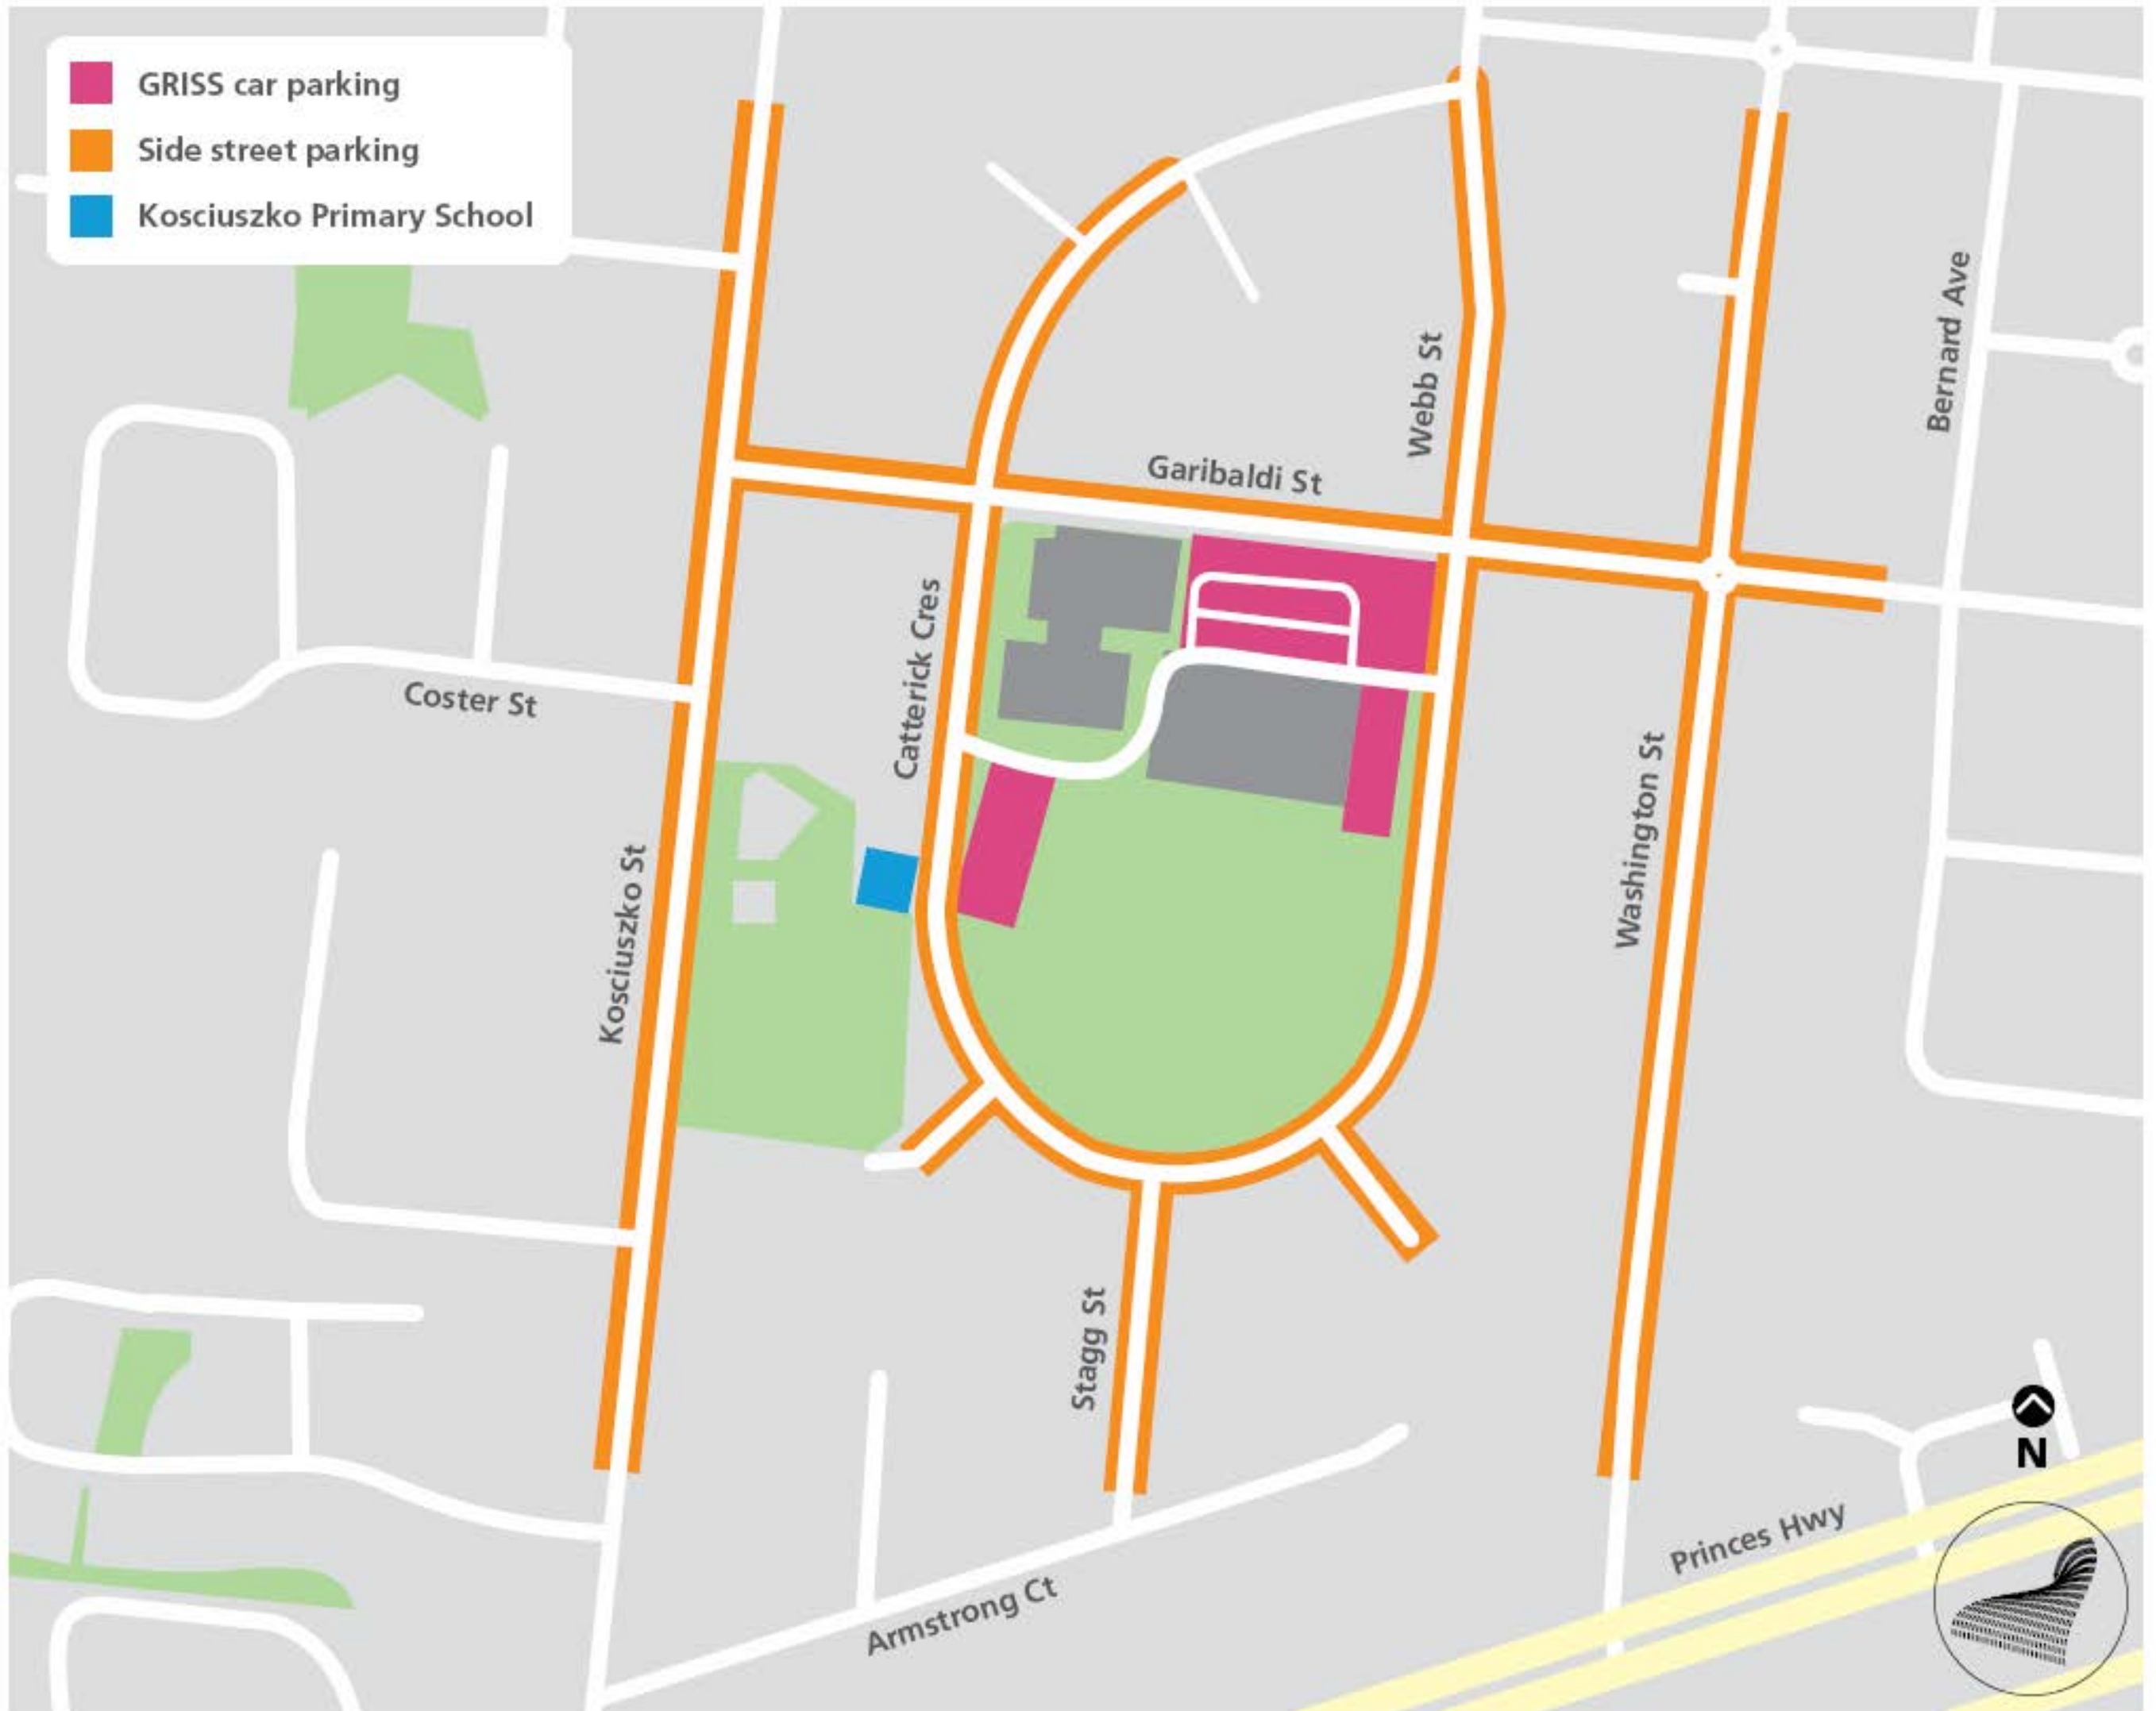 GRISS car parking
Side street parking
Kosciuszko Primary School
Webb St
Bernard Ave
Garibaldi St
Catterick Cres
Coster St
Washington St
Kosciuszko St
Stagg St
N
Princes Hwy
Armstrong Ct